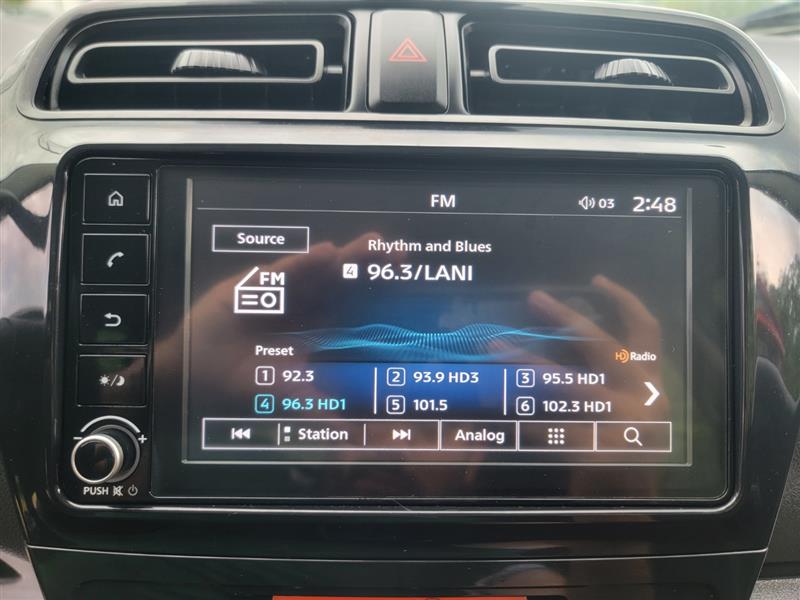 FM
03
2:48
Source
Rhythm and Blues
FM
4 96.3/LANI
Preset
HD Radio
1 92.3
2 93.9 HD3
3 95.5 HD1
4 96.3 HD1
5 101.5
6 102.3 HD1
Station
Analog
- +
PUSH